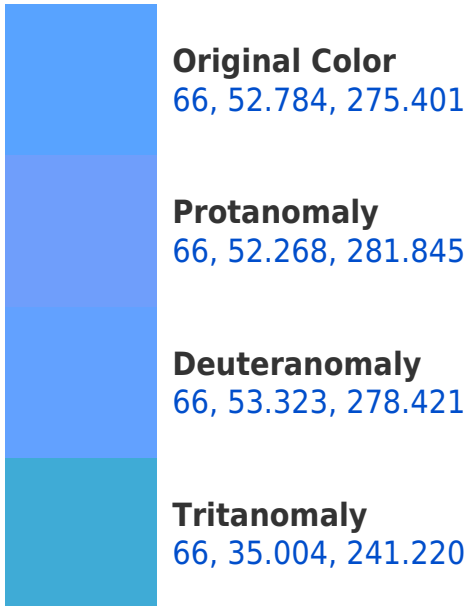 Original Color
66, 52.784, 275.401
Protanomaly
66, 52.268, 281.845
Deuteranomaly
66, 53.323, 278.421
Tritanomaly
66, 35.004, 241.220